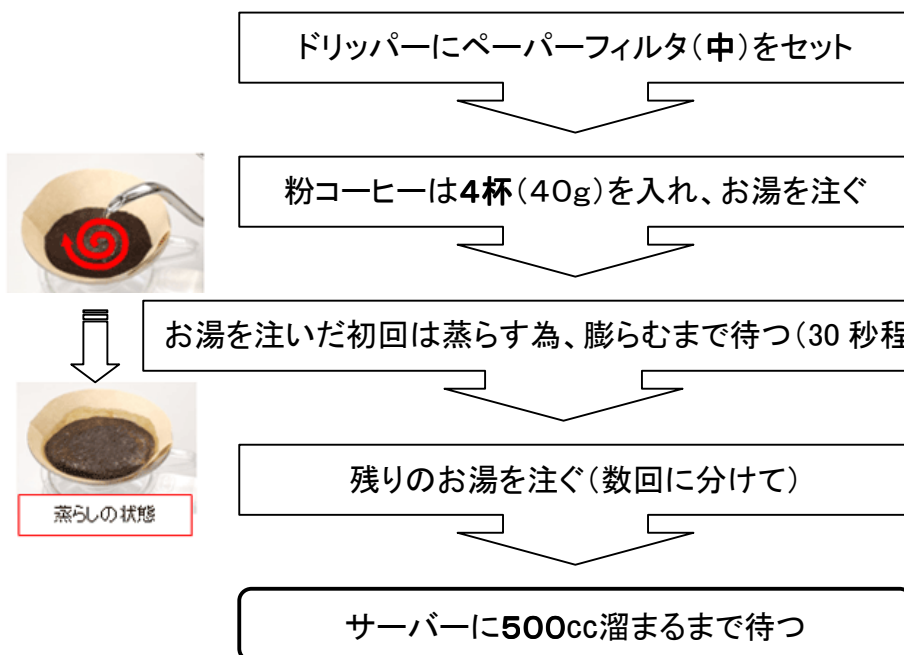 ドリッパーにペーパーフィルタ(中)をセット
粉コーヒーは4杯(40g)を入れ、お湯を注ぐ
お湯を注いだ初回は蒸らす為、膨らむまで待つ(30 秒程
残りのお湯を注ぐ(数回に分けて)
蒸らしの状態
サーバーに500cc溜まるまで待つ